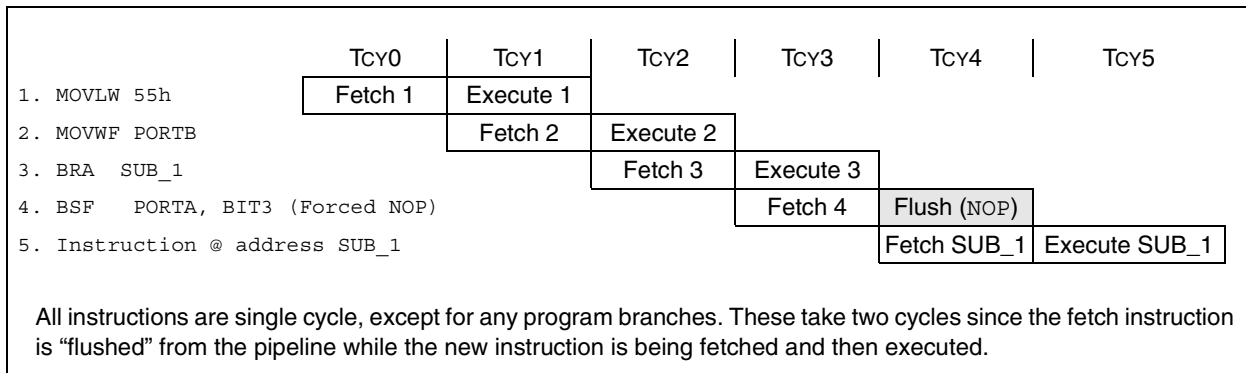 TCY0 TCY1 TCY2 TCY3 TCY4 TCY5
1. MOVLW 55h Fetch 1 Execute 1
2. MOVWF PORTB Fetch 2 Execute 2
3. BRA SUB_1 Fetch 3 Execute 3
4. BSF PORTA, BIT3 (Forced NOP) Fetch 4 Flush (NOP)
5. Instruction @ address SUB_1 Fetch SUB_1 Execute SUB_1
All instructions are single cycle, except for any program branches. These take two cycles since the fetch instruction
is “flushed” from the pipeline while the new instruction is being fetched and then executed.